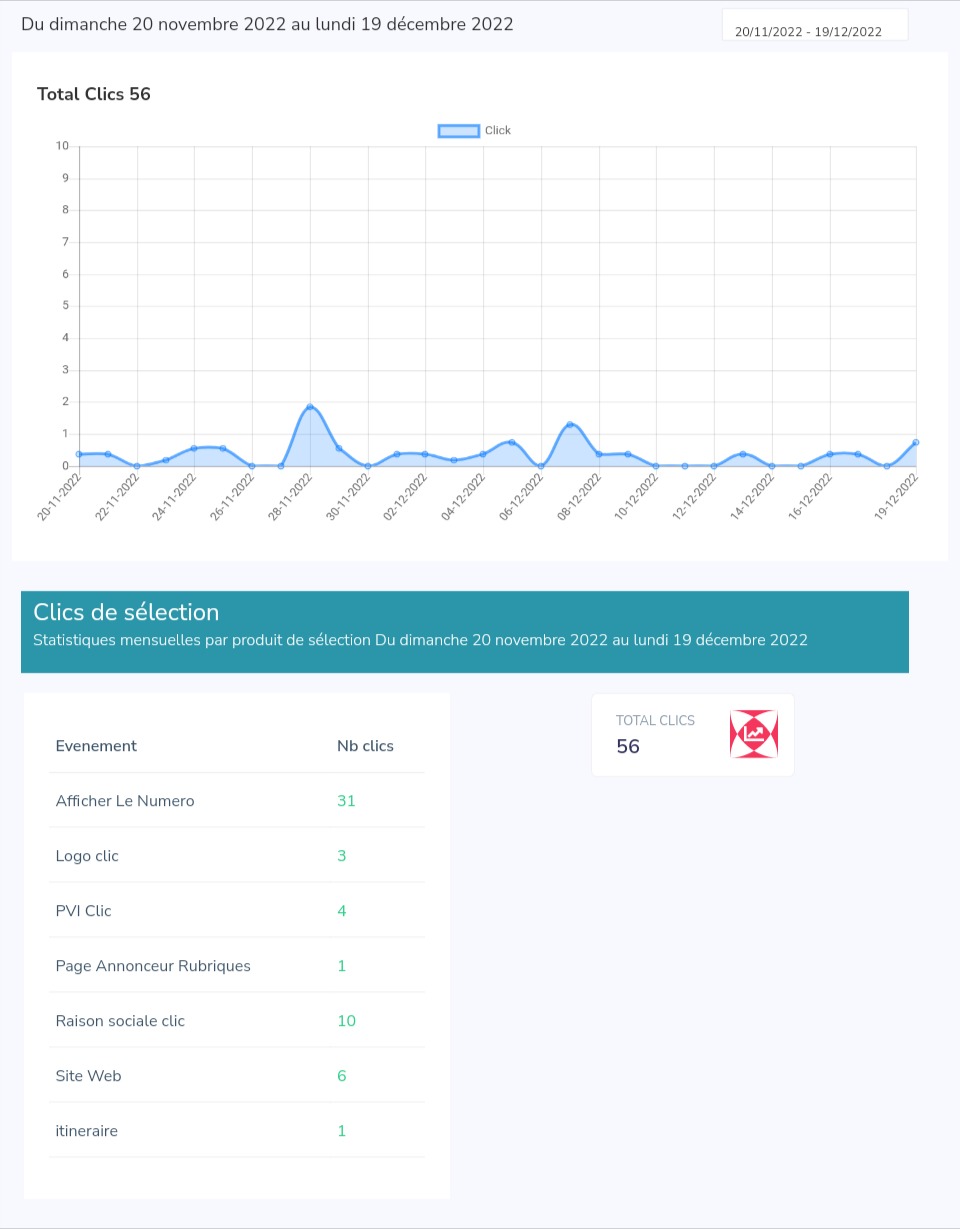 Du dimanche 20 novembre 2022 au lundi 19 décembre 2022
20/11/2022 - 19/12/2022
Total Clics 56
Click
10
9
8
7
6
5
4
3
2
1
0
20-11-2022
22-11-2022
24-11-2022
26-11-2022
28-11-2022
30-11-2022
02-12-2022
04-12-2022
06-12-2022
08-12-2022
10-12-2022
12-12-2022
14-12-2022
16-12-2022
19-12-2022
Clics de sélection
Statistiques mensuelles par produit de sélection Du dimanche 20 novembre 2022 au lundi 19 décembre 2022
Evenement Nb clics
Afficher Le Numero 31
Logo clic 3
PVI Clic 4
Page Annonceur Rubriques 1
Raison sociale clic 10
Site Web 6
itineraire 1
TOTAL CLICS
56